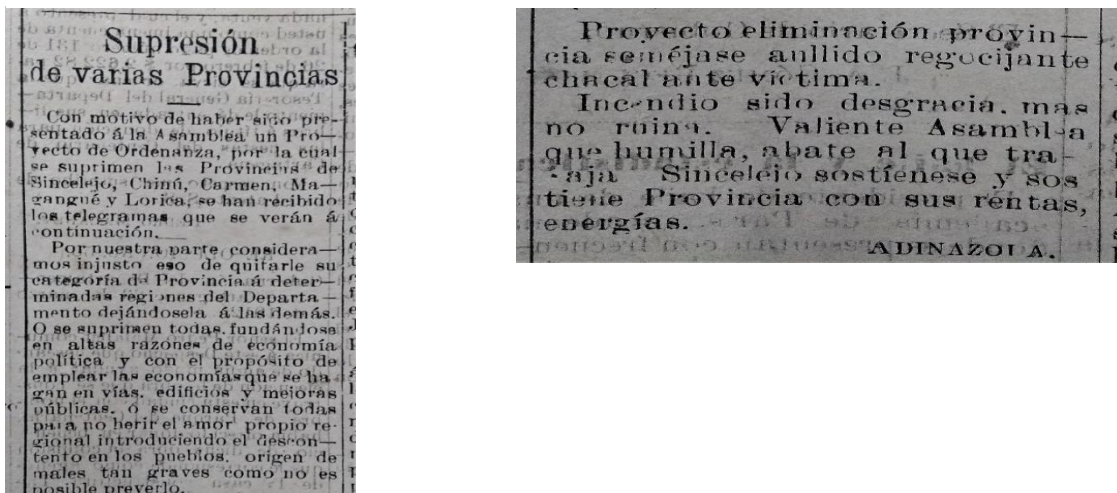 Supresión
de varias Provincias
Con motivo de haber sido pre-
sentado á la Asamblea un Pro-
yecto de Ordenanza, por la cual
se suprimen las Provincias de
Sincelejo, Chinú, Carmen, Ma-
gangué y Lorica, se han recibido
los telegramas que se verán á
continuación.
Por nuestra parte considera-
mos injusto eso de quitarle su
categoría de Provincia á deter-
minadas regiones del Departa-
mento dejándosela á las demás.
O se suprimen todas, fundándose
en altas razones de economía
política y con el propósito de
emplear las economías que se ha
gan en vías, edificios y mejoras
públicas, ó se conservan todas
para no herir el amor propio re-
gional introduciendo el descon-
tento en los pueblos, origen de
males tan graves como no es
posible preverlo.
Proyecto eliminación provin-
cia seméjase aullido regocijante
chacal ante víctima.
Incendio sido desgracia, mas
no ruina. Valiente Asamblea
que humilla, abate al que tra-
baja Sincelejo sostiénese y sos
tiene Provincia con sus rentas,
energías.
ADINAZOLA.